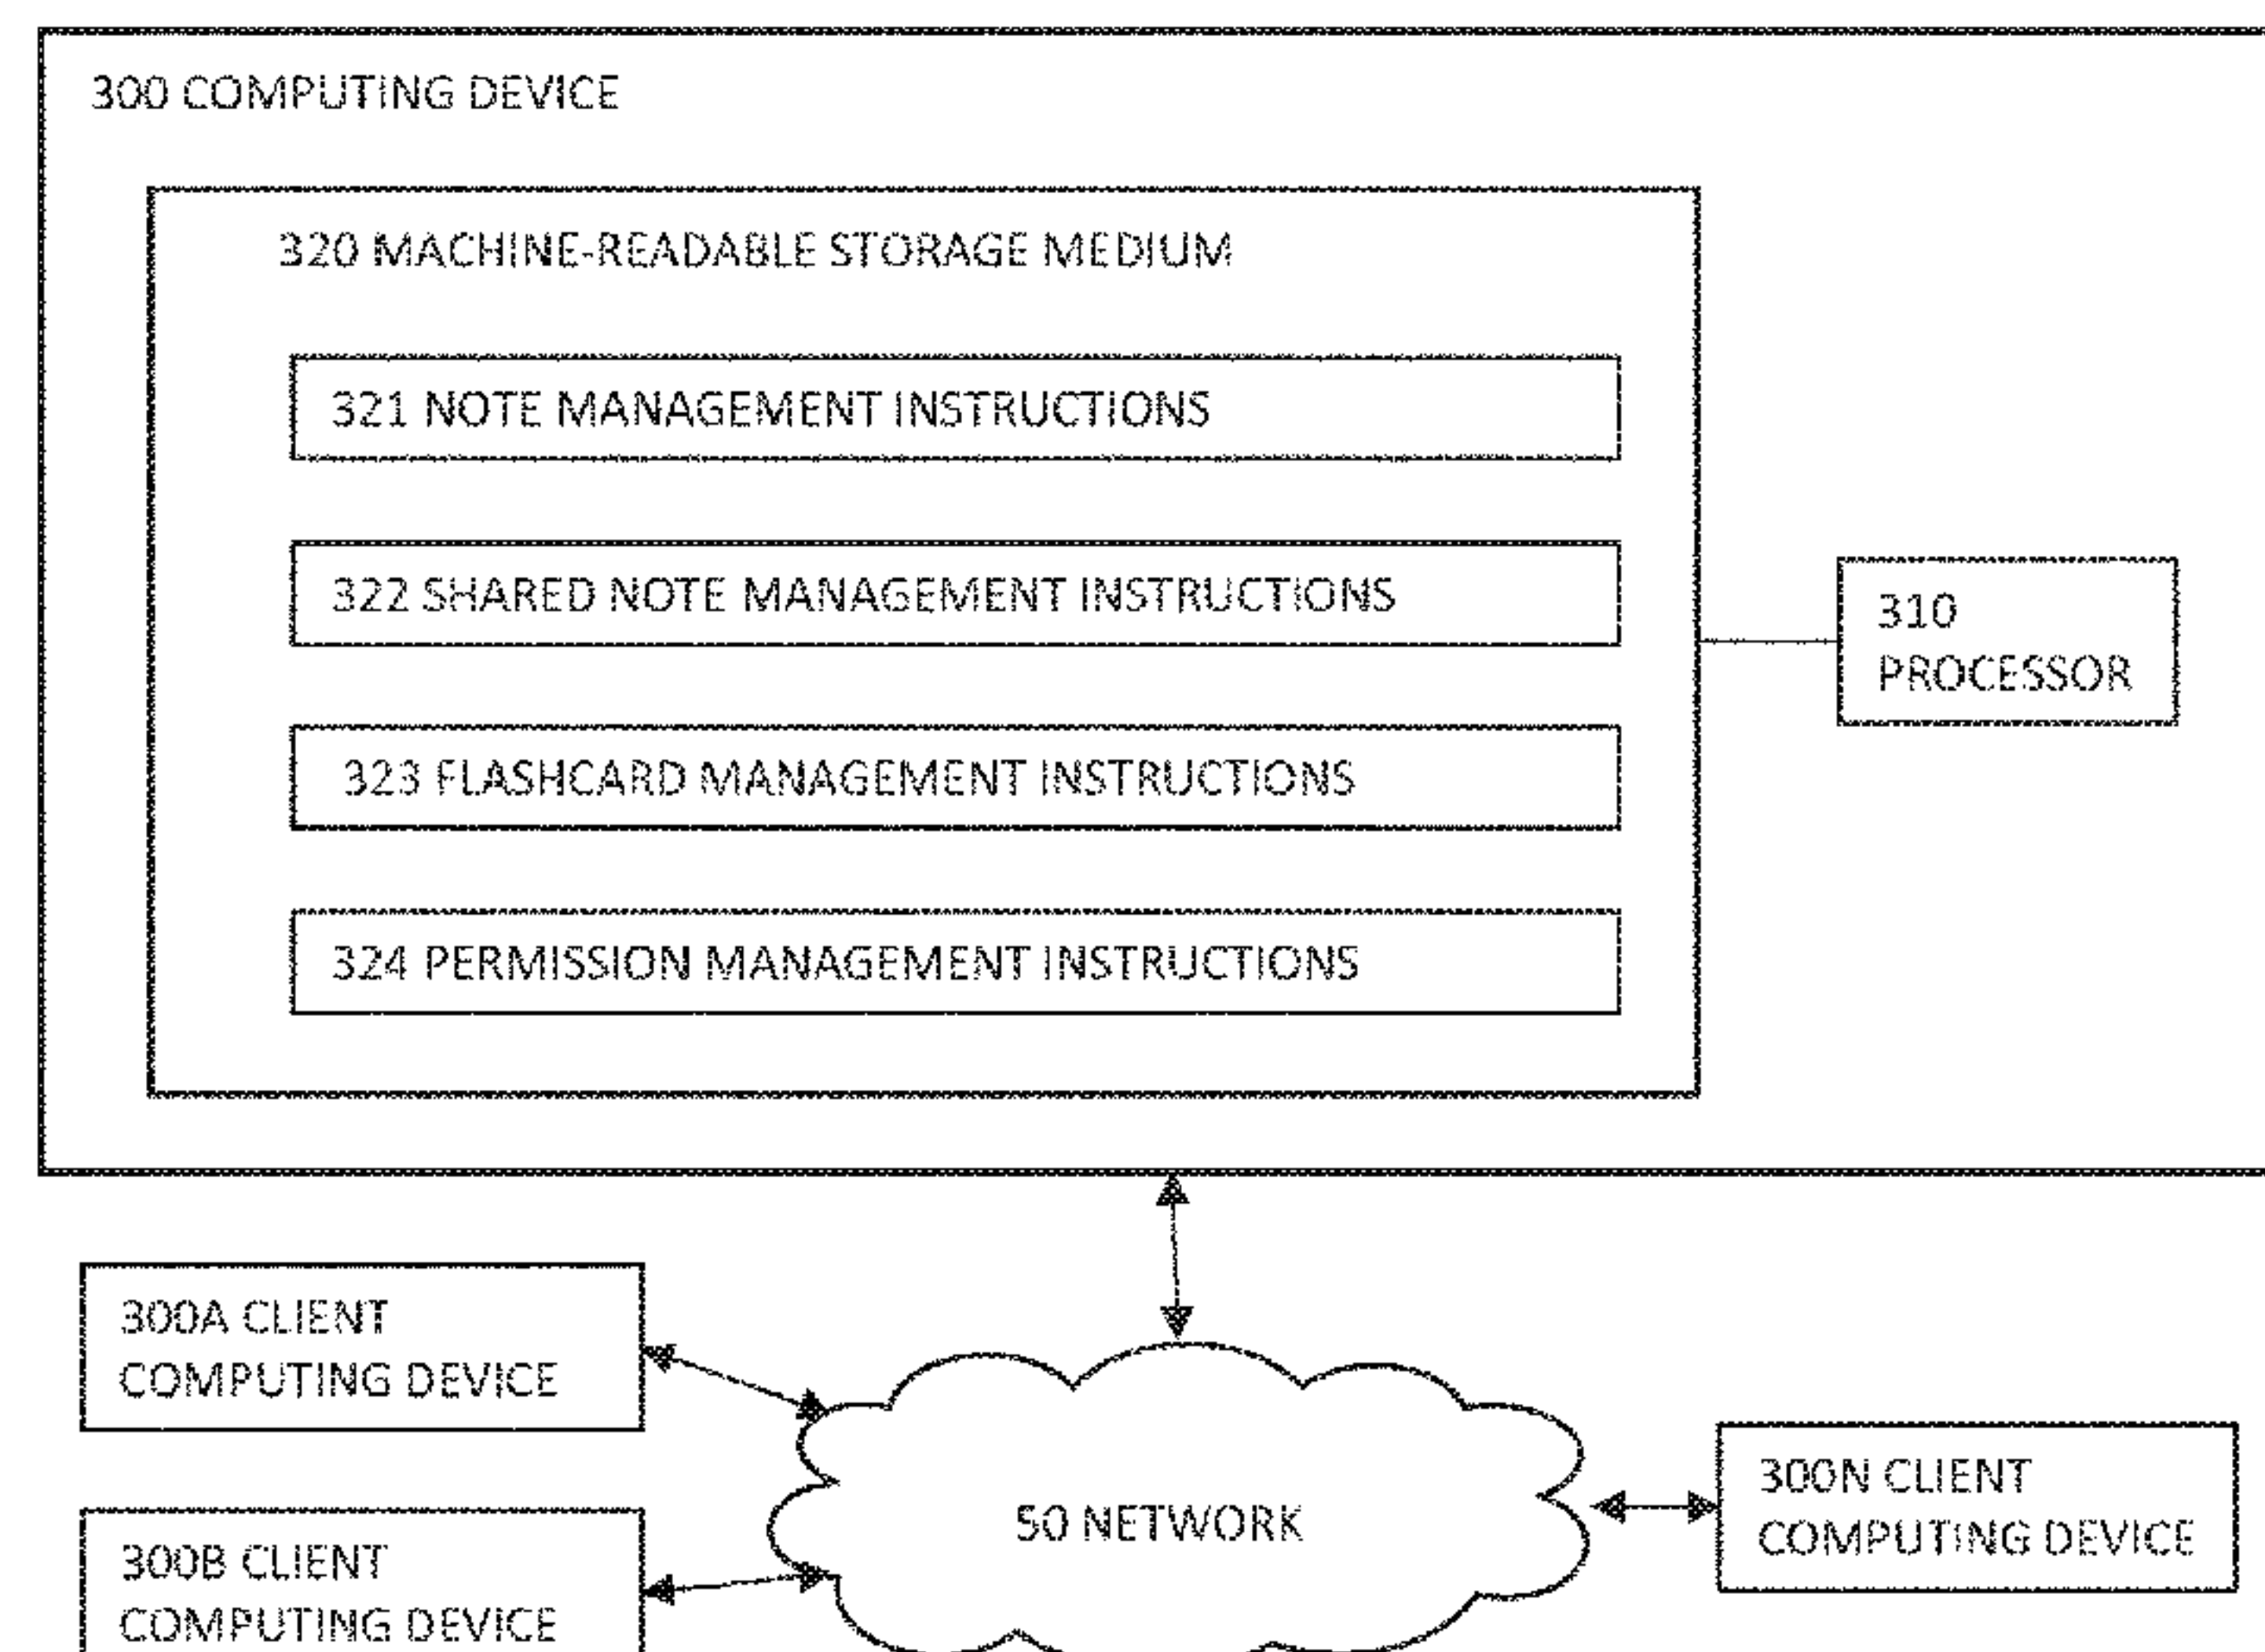 300 COMPUTING DEVICE
320 MACHINE-READABLE STORAGE MEDIUM
321 NOTE MANAGEMENT INSTRUCTIONS
322 SHARED NOTE MANAGEMENT INSTRUCTIONS
310
PROCESSOR
323 FLASHCARD MANAGEMENT INSTRUCTIONS
324 PERMISSION MANAGEMENT INSTRUCTIONS
300A CLIENT
COMPUTING DEVICE
50 NETWORK
300N CLIENT
COMPUTING DEVICE
300B CLIENT
COMPUTING DEVICE